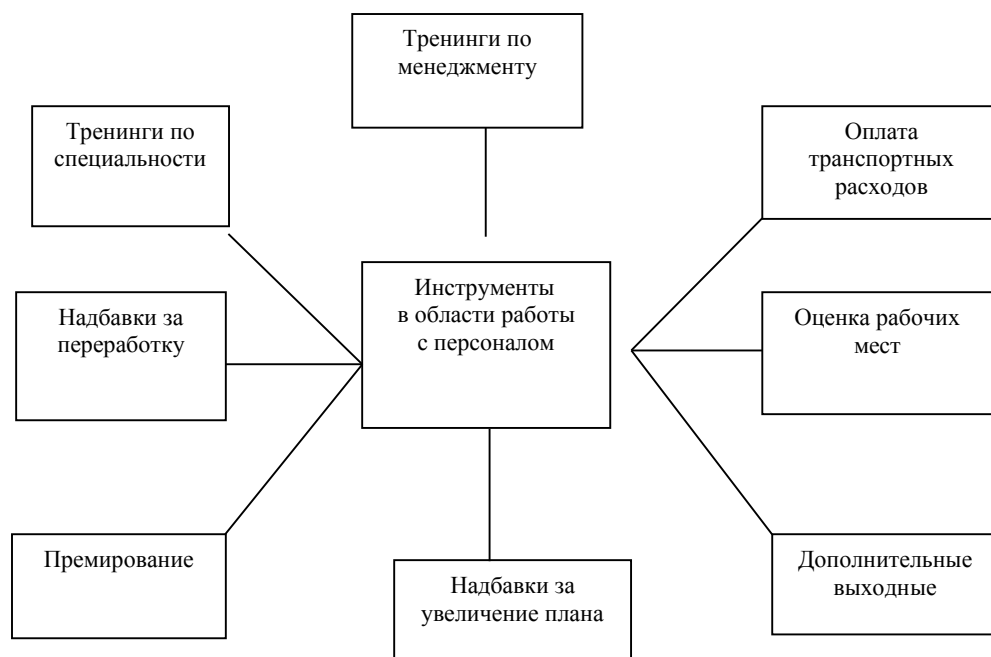 Тренинги по
менеджменту
Тренинги по
специальности
Оплата
транспортных
расходов
Инструменты
в области работы
с персоналом
Надбавки за
переработку
Оценка рабочих
мест
Премирование
Надбавки за
увеличение плана
Дополнительные
выходные